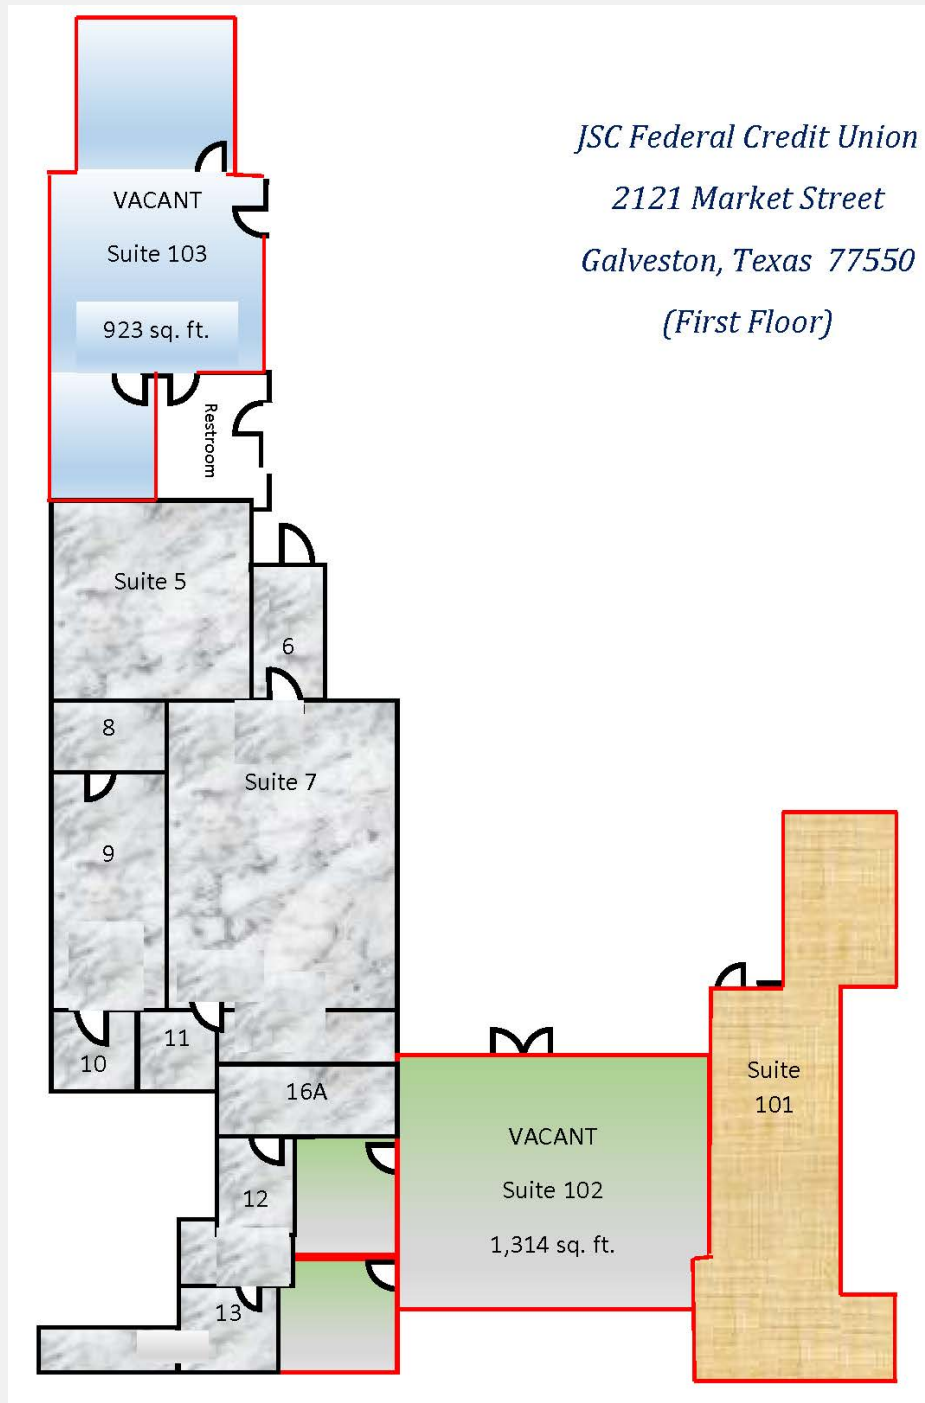 JSC Federal Credit Union
2121 Market Street
Galveston, Texas  77550
(First Floor)
VACANT
Suite 103
923 sq. ft.
Restroom
Suite 5
6
8
Suite 7
9
10
11
16A
12
13
VACANT
Suite 102
1,314 sq. ft.
Suite
101